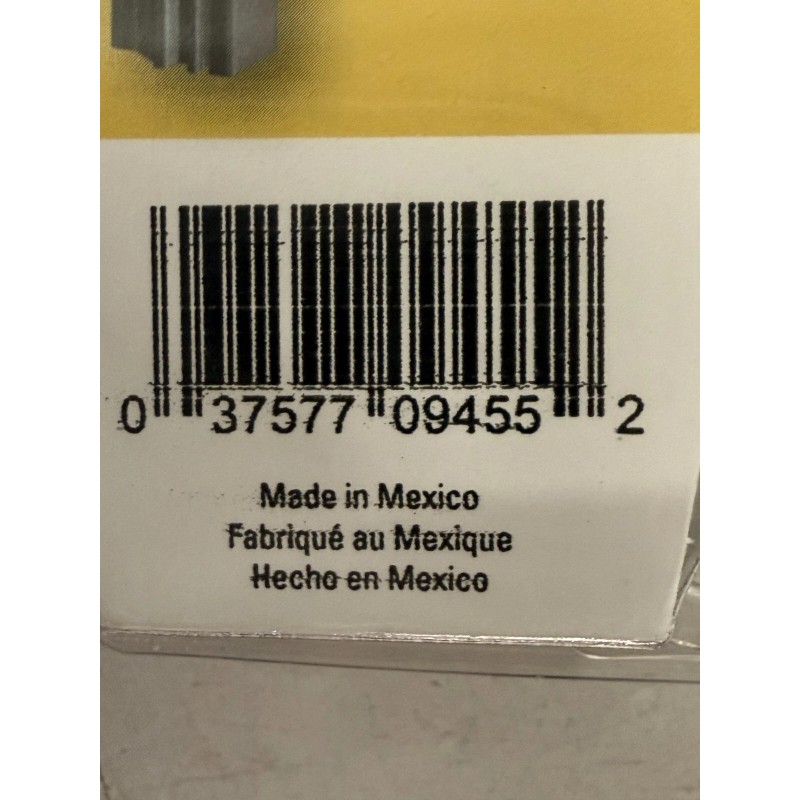 0 37577 09455 2
Made in Mexico
Fabriqué au Mexique
Hecho en Mexico